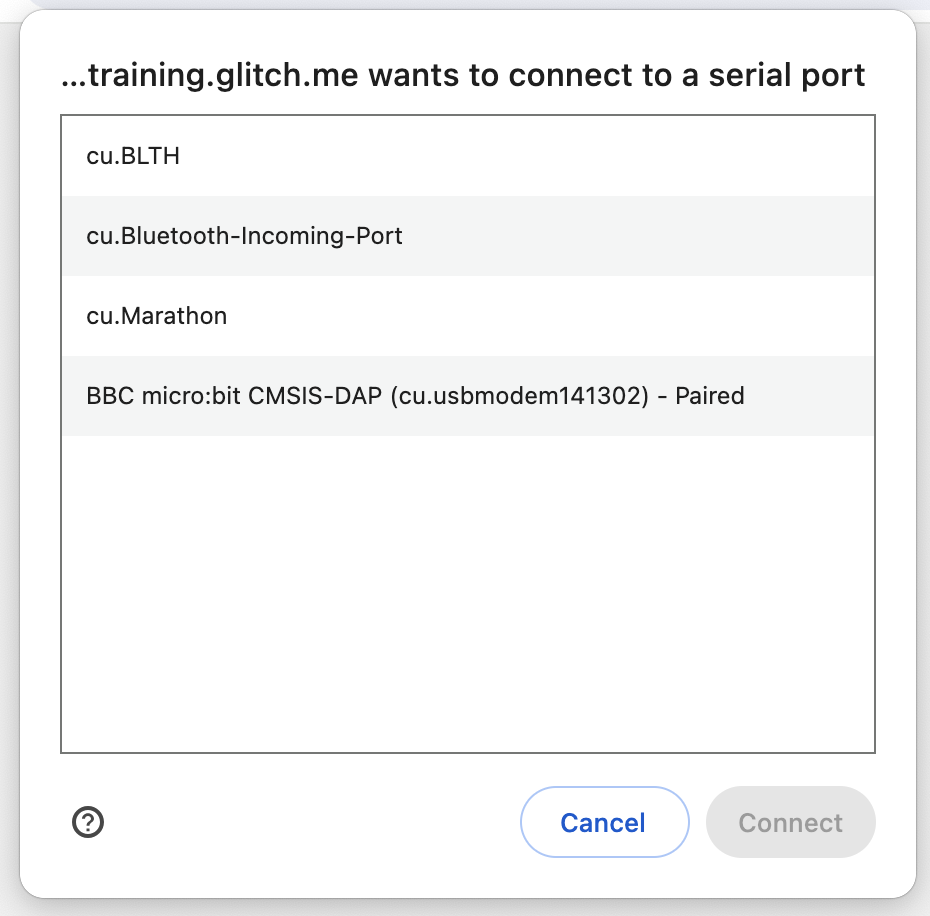 ...training.glitch.me wants to connect to a serial port
cu.BLTH
cu.Bluetooth-Incoming-Port
cu.Marathon
BBC micro:bit CMSIS-DAP (cu.usbmodem141302) - Paired
?
Cancel
Connect